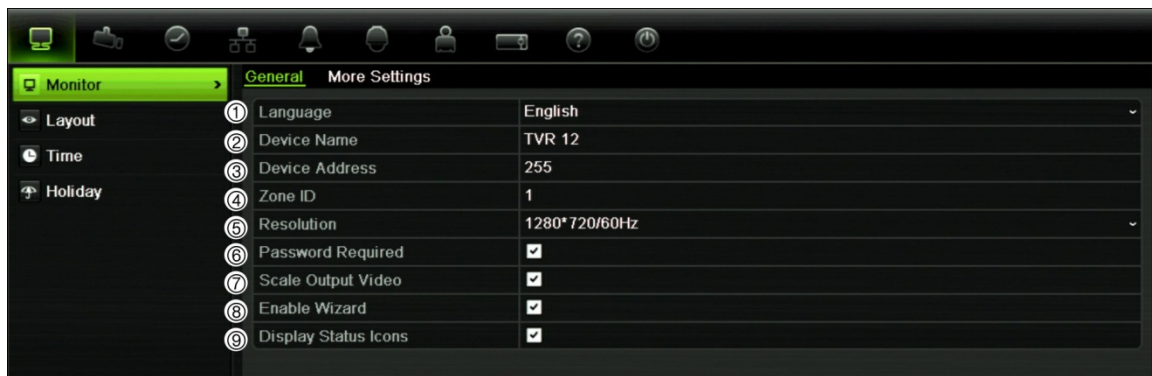 General More Settings
Monitor
Layout
Time
Holiday
① Language English
② Device Name TVR 12
③ Device Address 255
④ Zone ID 1
⑤ Resolution 1280*720/60Hz
⑥ Password Required
⑦ Scale Output Video
⑧ Enable Wizard
⑨ Display Status Icons